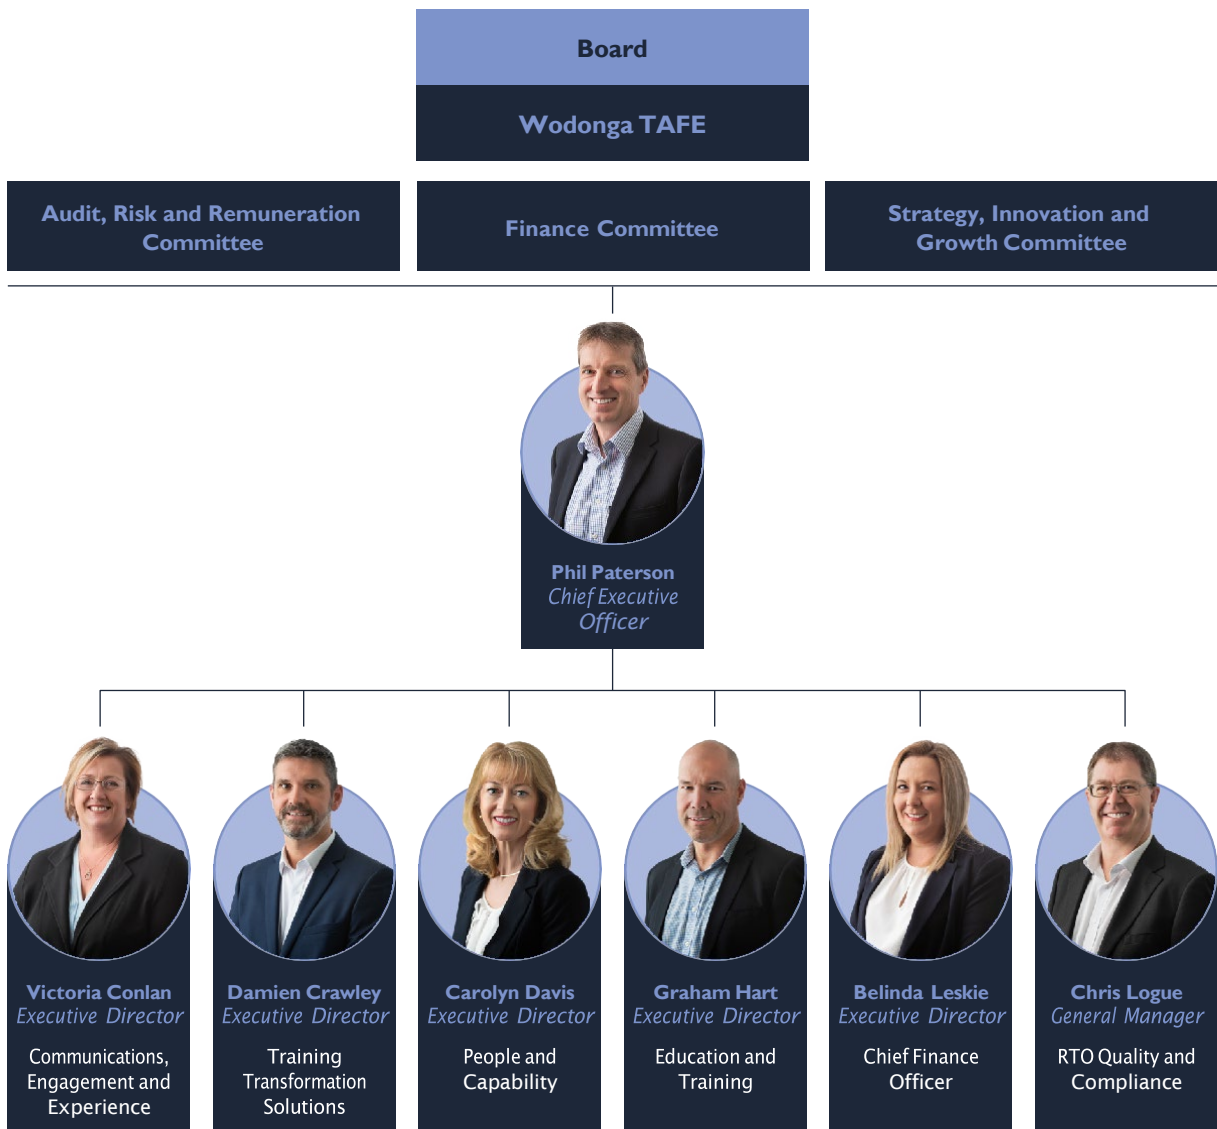 Board
Wodonga TAFE
Audit, Risk and Remuneration
Committee
Finance Committee
Strategy, Innovation and
Growth Committee
Phil Paterson
Chief Executive
Officer
Victoria Conlan
Executive Director
Communications,
Engagement and
Experience
Damien Crawley
Executive Director
Training
Transformation
Solutions
Carolyn Davis
Executive Director
People and
Capability
Graham Hart
Executive Director
Education and
Training
Belinda Leskie
Executive Director
Chief Finance
Officer
Chris Logue
General Manager
RTO Quality and
Compliance